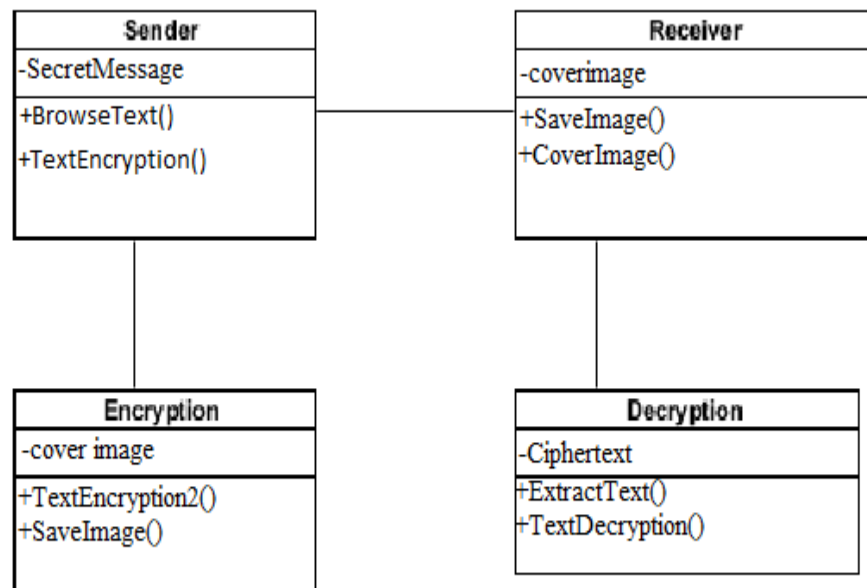 Sender
-SecretMessage
+BrowseText()
+TextEncryption()
Receiver
-coverimage
+SaveImage()
+CoverImage()
Encryption
-cover image
+TextEncryption2()
+SaveImage()
Decryption
-Ciphertext
+ExtractText()
+TextDecryption()